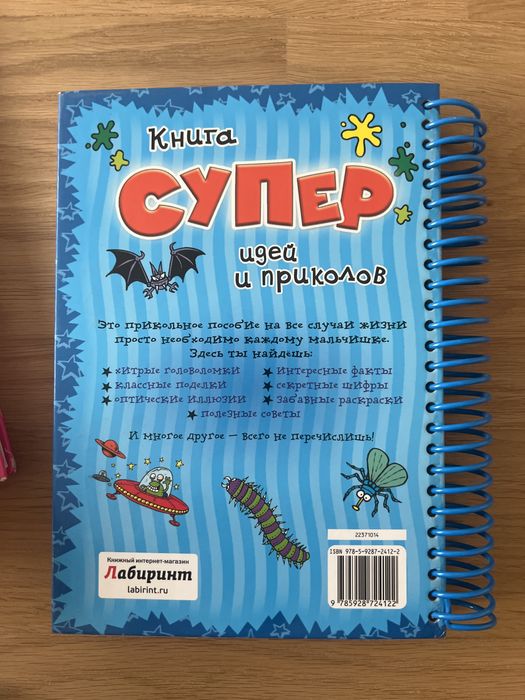 Книга
СУПЕР
идей
и приколов
Это прикольное пособие на все случаи жизни
просто необходимо каждому мальчишке.
Здесь ты найдёшь:
★ хитрые головоломки ★ интересные факты
★ классные поделки ★ секретные шифры
★ оптические иллюзии ★ забавные раскраски
★ полезные советы
И многое другое — всего не перечислишь!
22371014
ISBN 978-5-9287-2412-2
9 785928 724122
Книжный интернет-магазин
Лабиринт
labirint.ru